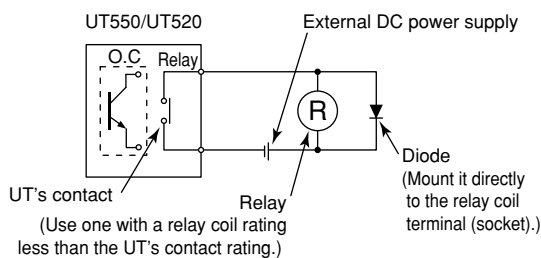 UT550/UT520
External DC power supply
O.C
Relay
R
UT's contact
Relay
(Use one with a relay coil rating
less than the UT's contact rating.)
Diode
(Mount it directly
to the relay coil
terminal (socket).)